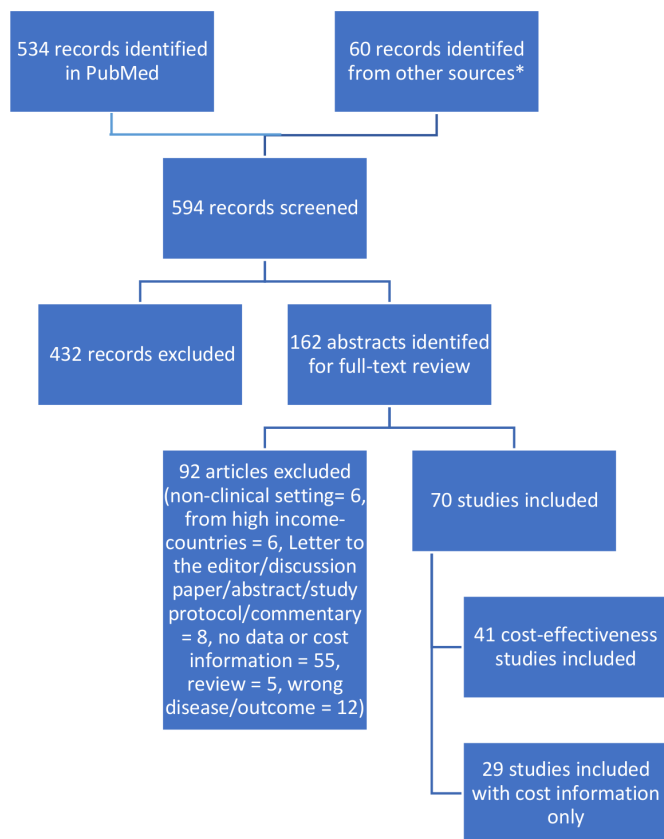 534 records identified
in PubMed
60 records identifed
from other sources*
594 records screened
432 records excluded
162 abstracts identifed
for full-text review
92 articles excluded
(non-clinical setting= 6,
from high income-
countries = 6, Letter to
the editor/discussion
paper/abstract/study
protocol/commentary
= 8, no data or cost
information = 55,
review = 5, wrong
disease/outcome = 12)
70 studies included
41 cost-effectiveness
studies included
29 studies included
with cost information
only